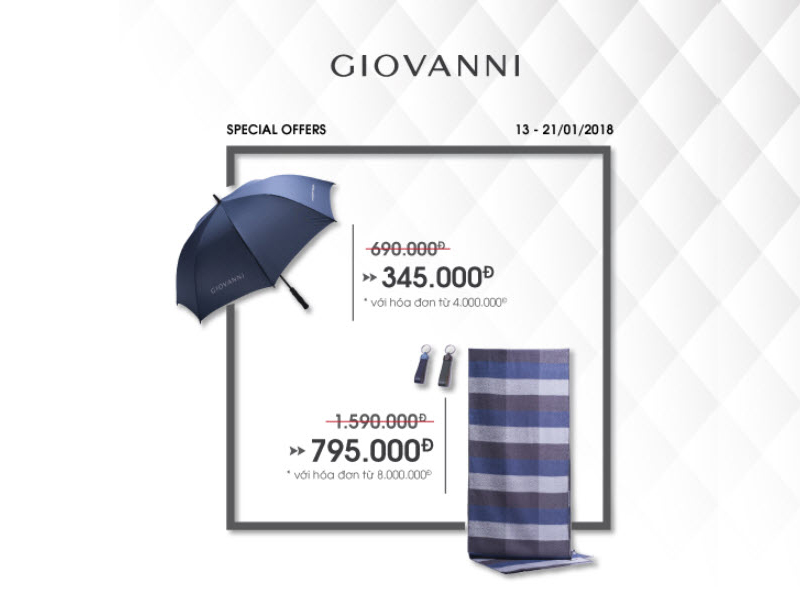 GIOVANNI
SPECIAL OFFERS
13 - 21/01/2018
GIOVANNI
690.000Đ
345.000Đ
* với hóa đơn từ 4.000.000Đ
1.590.000Đ
795.000Đ
* với hóa đơn từ 8.000.000Đ